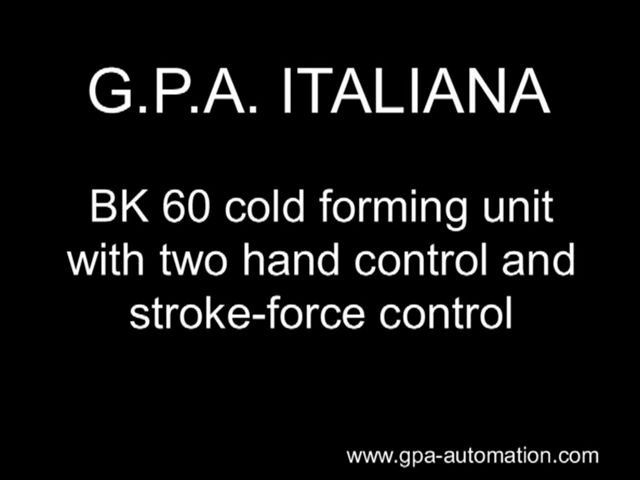 G.P.A. ITALIANA
BK 60 cold forming unit
with two hand control and
stroke-force control
www.gpa-automation.com